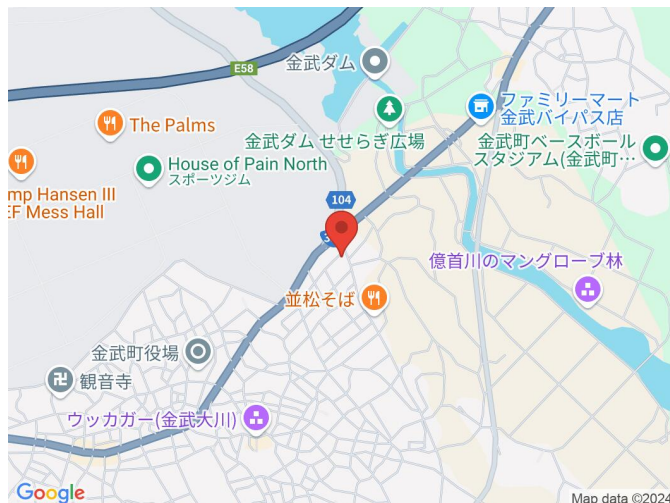 E58
金武ダム
The Palms
ファミリーマート
金武バイパス店
金武ダム せせらぎ広場
House of Pain North
スポーツジム
金武町ベースボール
スタジアム(金武町…
mp Hansen III
EF Mess Hall
104
億首川のマングローブ林
並松そば
金武町役場
観音寺
ウッカガー(金武大川)
Google
Map data ©2024